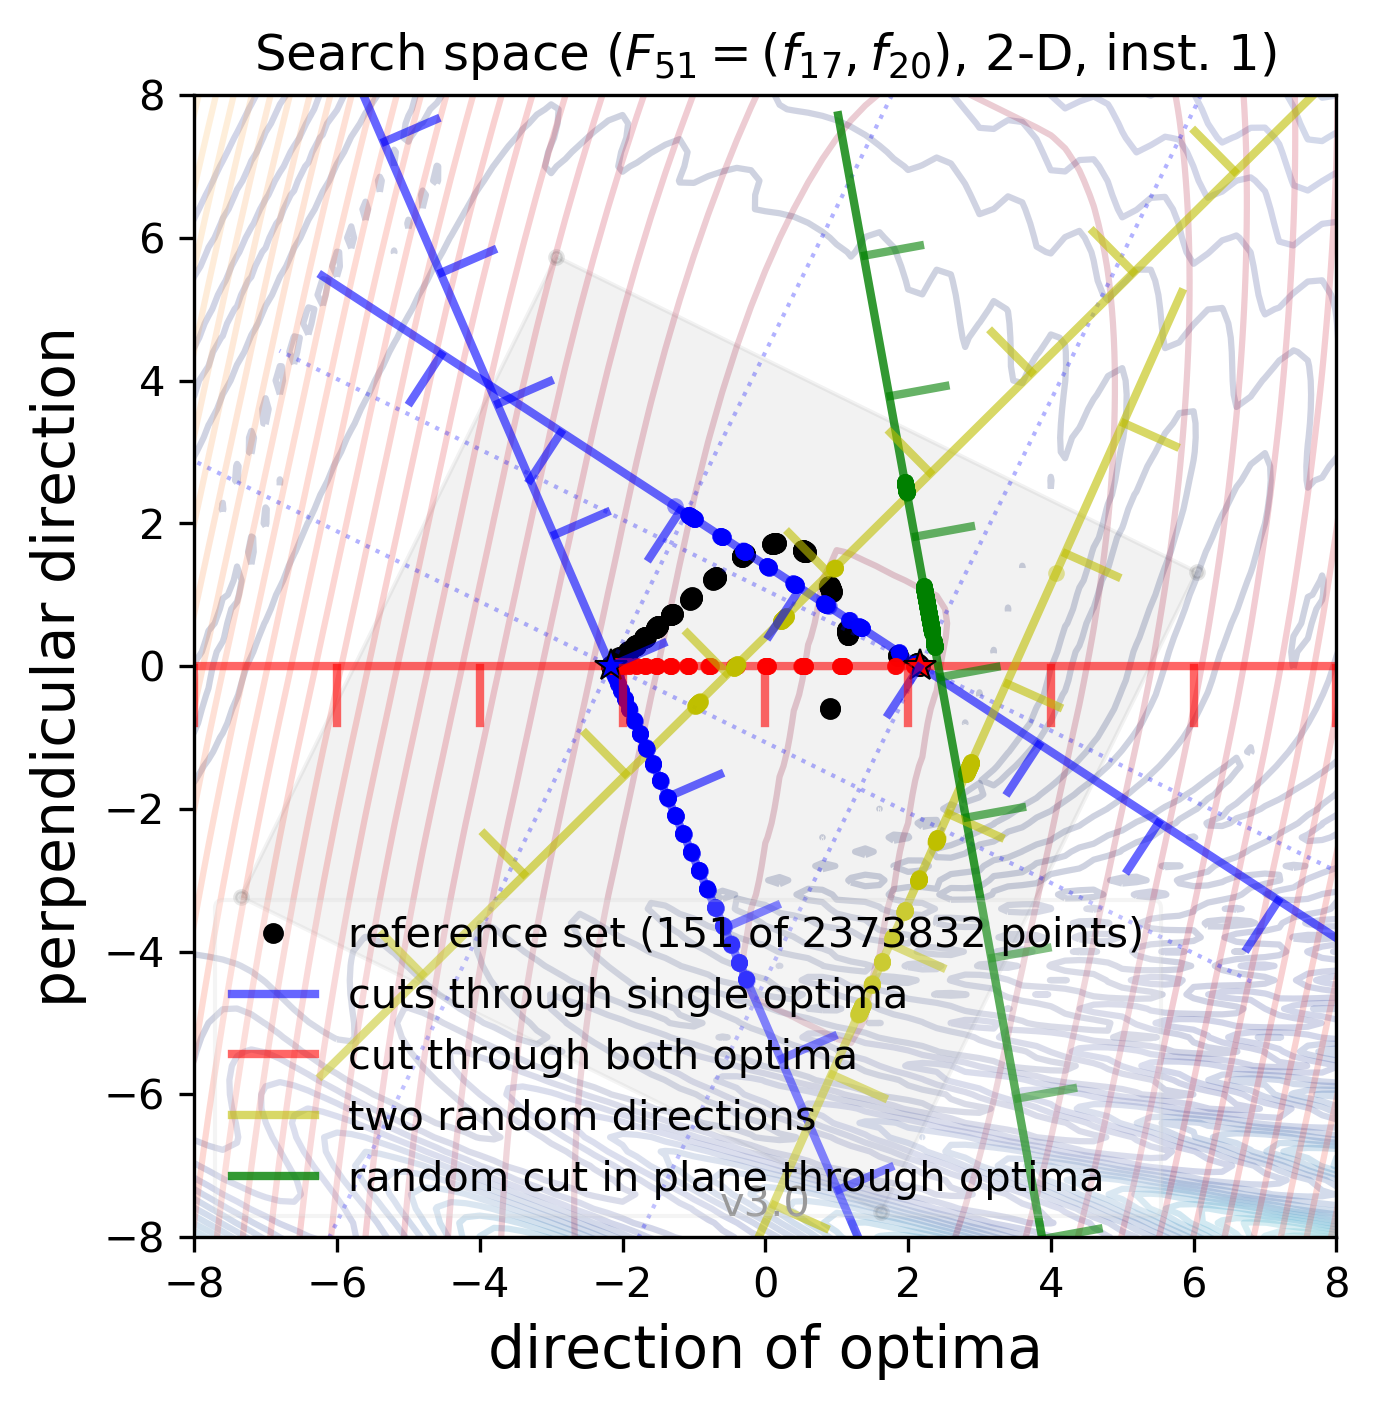 Search space (F51 = (f17, f20), 2-D, inst. 1)
8
6
4
2
0
−2
−4
−6
−8
perpendicular direction
reference set (151 of 2373832 points)
cuts through single optima
cut through both optima
two random directions
random cut in plane through optima
v3.0
−8 −6 −4 −2 0 2 4 6 8
direction of optima